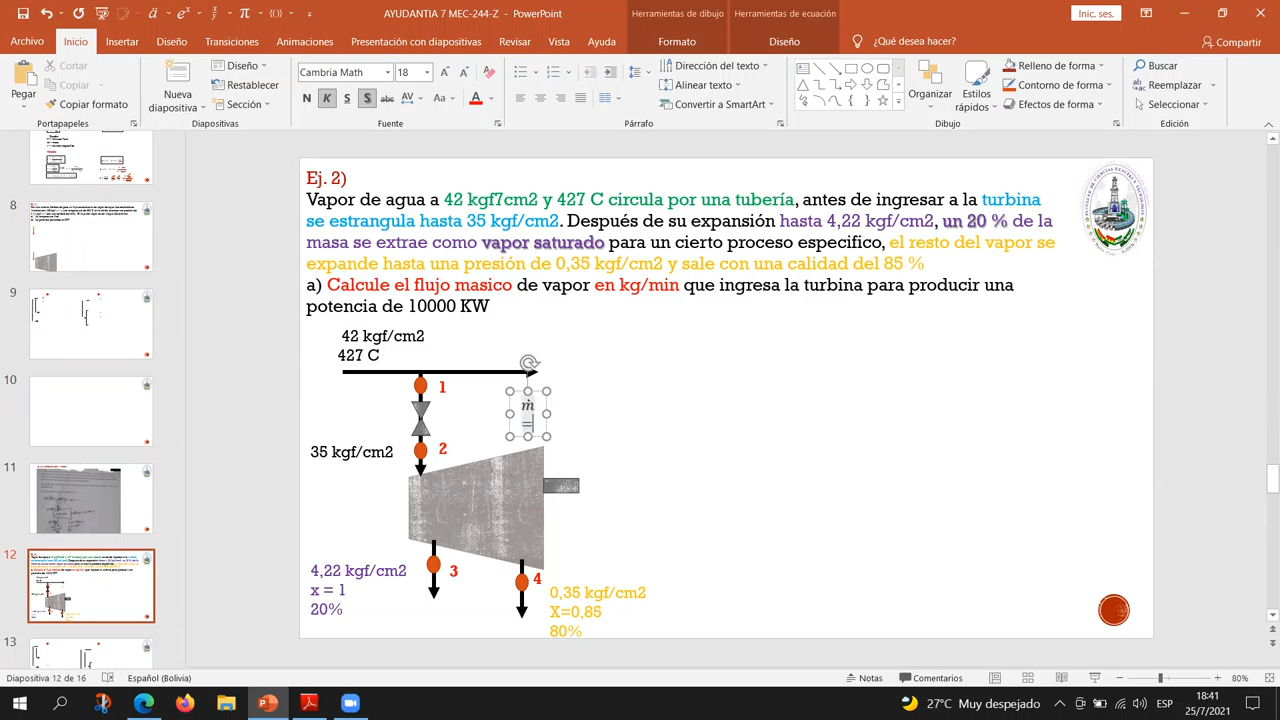 AYUDANTIA 7 MEC-244-Z - PowerPoint
Herramientas de dibujo
Herramientas de ecuación
Inic. ses.
Archivo
Inicio
Insertar
Diseño
Transiciones
Animaciones
Presentación con diapositivas
Revisar
Vista
Ayuda
Formato
Diseño
¿Qué desea hacer?
Compartir
Pegar
Cortar
Copiar
Copiar formato
Portapapeles
Nueva diapositiva
Diseño
Restablecer
Sección
Diapositivas
Cambria Math
18
N K S S abc AV Aa A
Fuente
Párrafo
Dirección del texto
Alinear texto
Convertir a SmartArt
Organizar
Estilos rápidos
Dibujo
Relleno de forma
Contorno de forma
Efectos de forma
Buscar
Reemplazar
Seleccionar
Edición
8
9
10
11
12
13
Ej. 2)
Vapor de agua a 42 kgf7cm2 y 427 C circula por una tubería, antes de ingresar a la turbina
se estrangula hasta 35 kgf/cm2. Después de su expansión hasta 4,22 kgf/cm2, un 20 % de la
masa se extrae como vapor saturado para un cierto proceso especifico, el resto del vapor se
expande hasta una presión de 0,35 kgf/cm2 y sale con una calidad del 85 %
a) Calcule el flujo masico de vapor en kg/min que ingresa la turbina para producir una
potencia de 10000 KW
42 kgf/cm2
427 C
1
ṁ
=
2
35 kgf/cm2
3
4
4,22 kgf/cm2
x = 1
20%
0,35 kgf/cm2
X=0,85
80%
Diapositiva 12 de 16
Español (Bolivia)
Notas
Comentarios
80%
27°C Muy despejado
ESP
18:41
25/7/2021